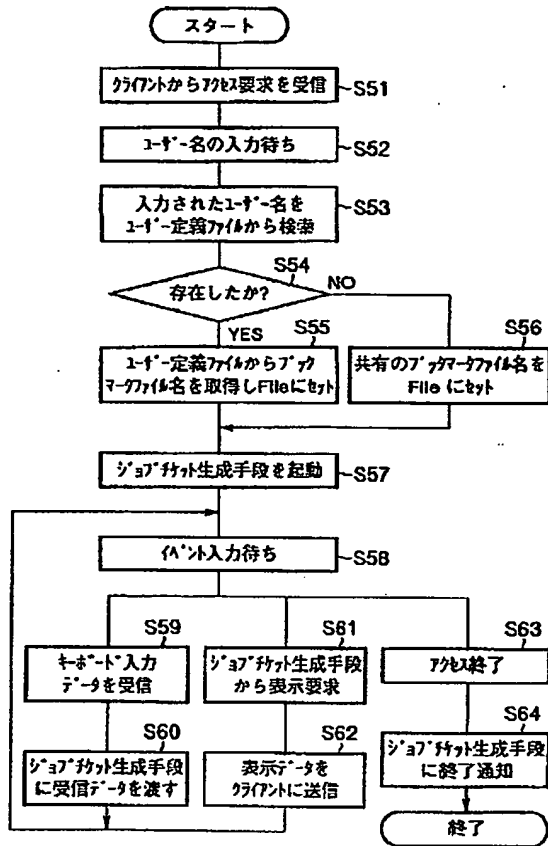 スタート
クライアントからアクセス要求を受信
S51
ユーザー名の入力待ち
S52
入力されたユーザー名を
ユーザー定義ファイルから検索
S53
S54
存在したか?
NO
YES
S55
S56
ユーザー定義ファイルからブック
マークファイル名を取得しFileにセット
共有のブックマークファイル名を
File にセット
ジョブチケット生成手段を起動
S57
イベント入力待ち
S58
S59
キーボード入力
データを受信
S61
ジョブチケット生成手段
から表示要求
S63
アクセス終了
S60
ジョブチケット生成手段
に受信データを渡す
S62
表示データを
クライアントに送信
S64
ジョブチケット生成手段
に終了通知
終了